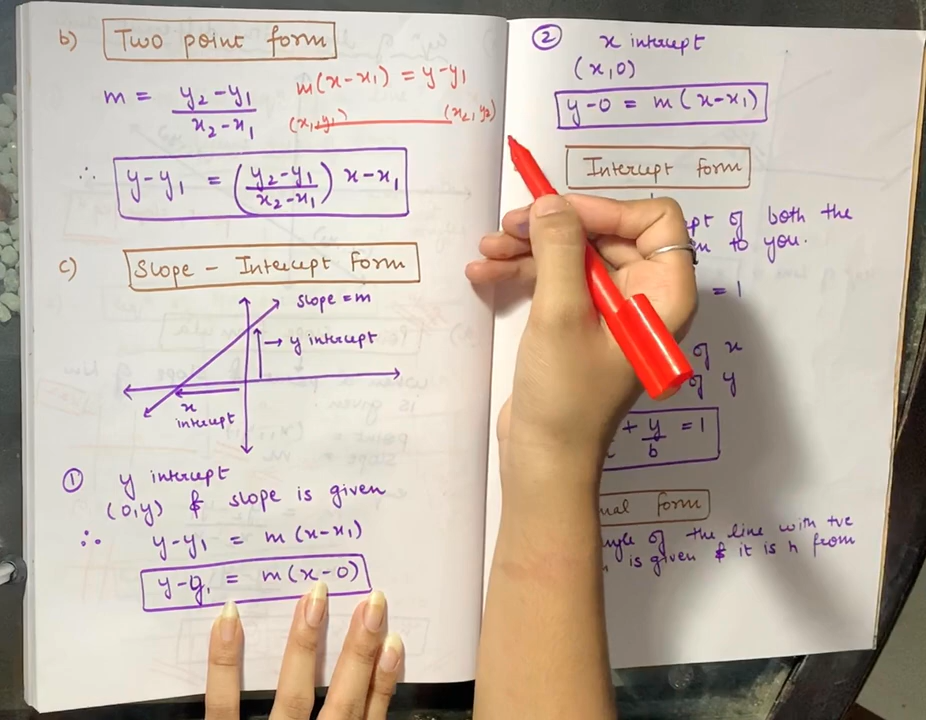 b) Two point form
m = y₂-y₁ / x₂-x₁
m(x-x₁) = y-y₁
(x₁,y₁) (x₂,y₂)
∴ y-y₁ = (y₂-y₁ / x₂-x₁) x-x₁
c) Slope - Intercept form
slope = m
→ y intercept
x
intercept
① y intercept
(0,y) & slope is given
∴ y-y₁ = m(x-x₁)
y-y₁ = m(x-0)
② x intercept
(x,0)
y-0 = m(x-x₁)
Intercept form
of both the
to you.
= 1
of x
of y
+ y/b = 1
form
of the line with +ve
is given & it is from